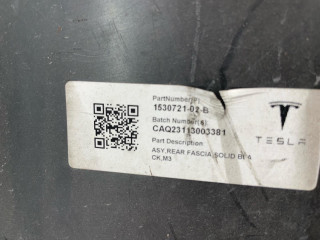 PartNumber(P)
1530721-02-B
Batch Number(s)
CAQ23113003381
Part Description
ASY,REAR FASCIA,SOLID BLA
CK,M3
TESLA